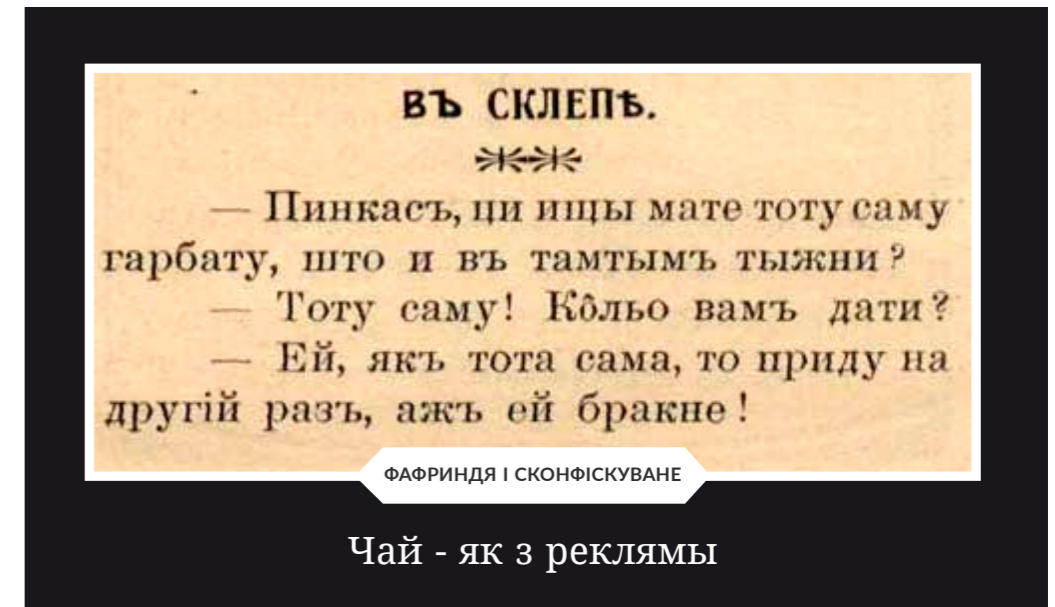 ВЪ СКЛЕПѢ.
— Пинкасъ, ци ищы мате тоту саму
гарбату, што и въ тамтымъ тыжни?
— Тоту саму! Кôльо вамъ дати?
— Ей, якъ тота сама, то приду на
другій разъ, ажъ ей бракне!
ФАФРИНДЯ І СКОНФІСКУВАНЕ
Чай - як з реклямы